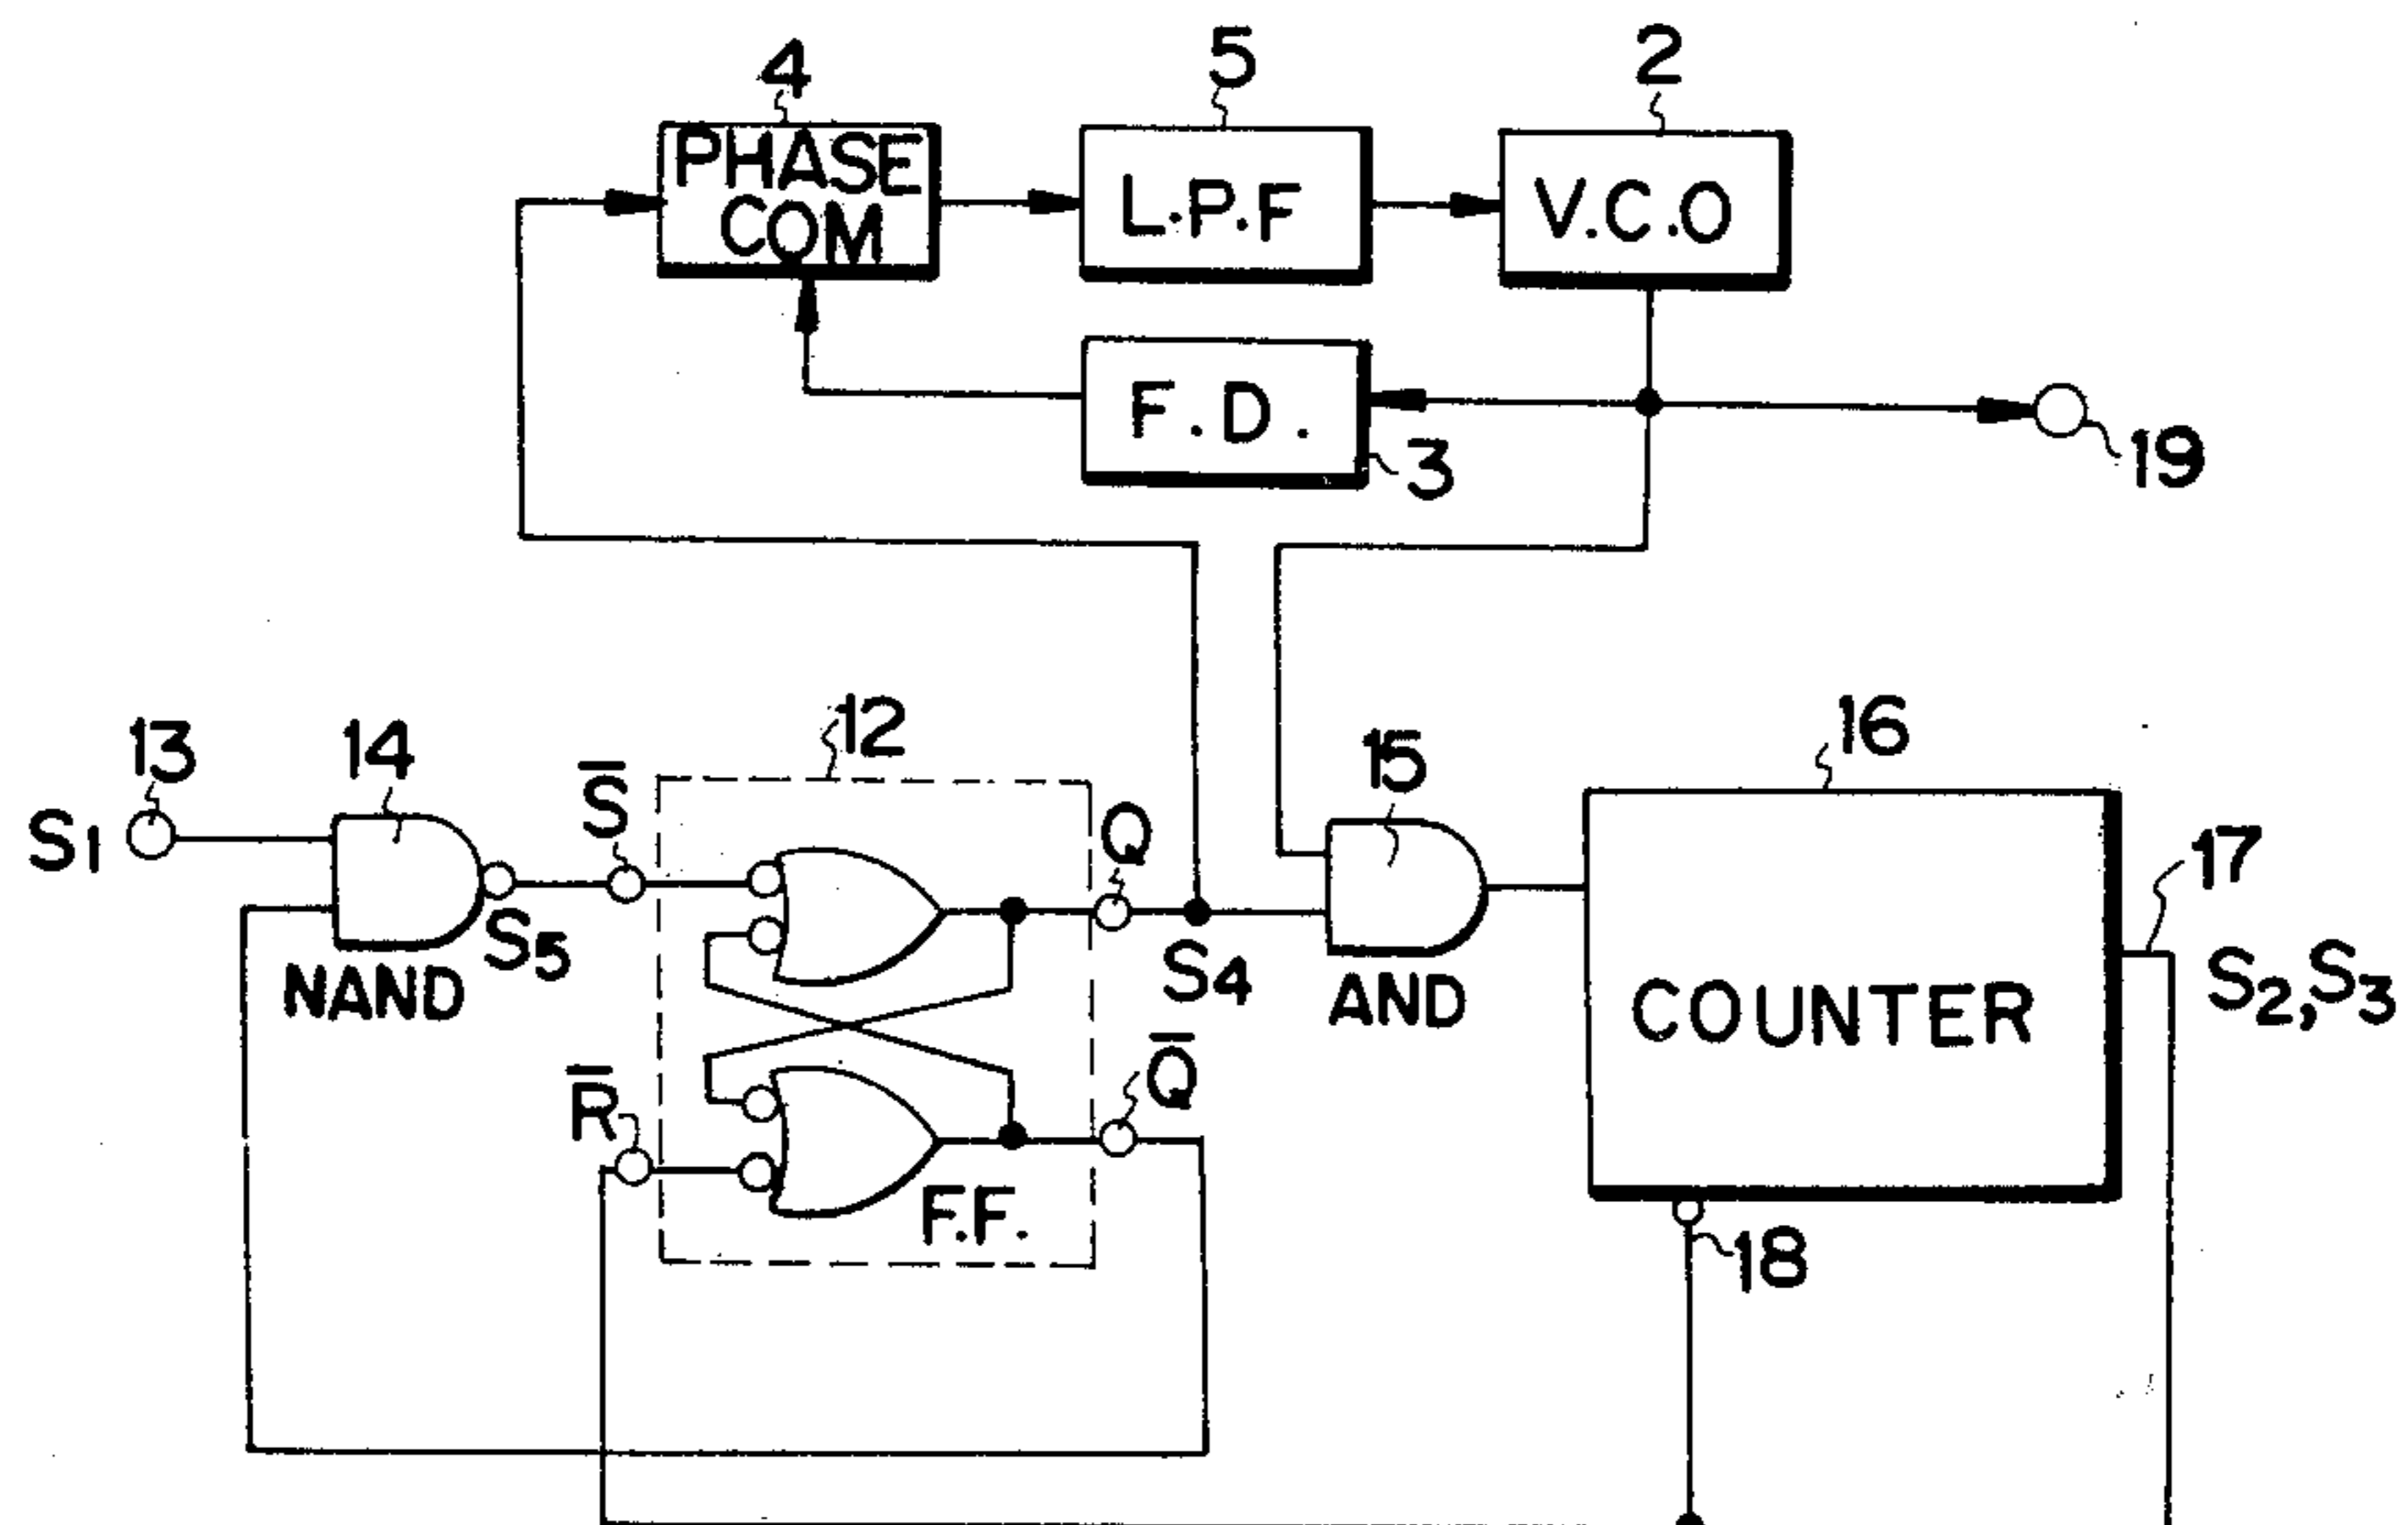 4
5
2
PHASE
COM
L.P.F
V.C.O
F.D.
3
19
13
14
S̅
12
Q
15
16
17
S1
S5
NAND
S4
AND
COUNTER
S2,S3
R̅
Q̅
F.F.
18